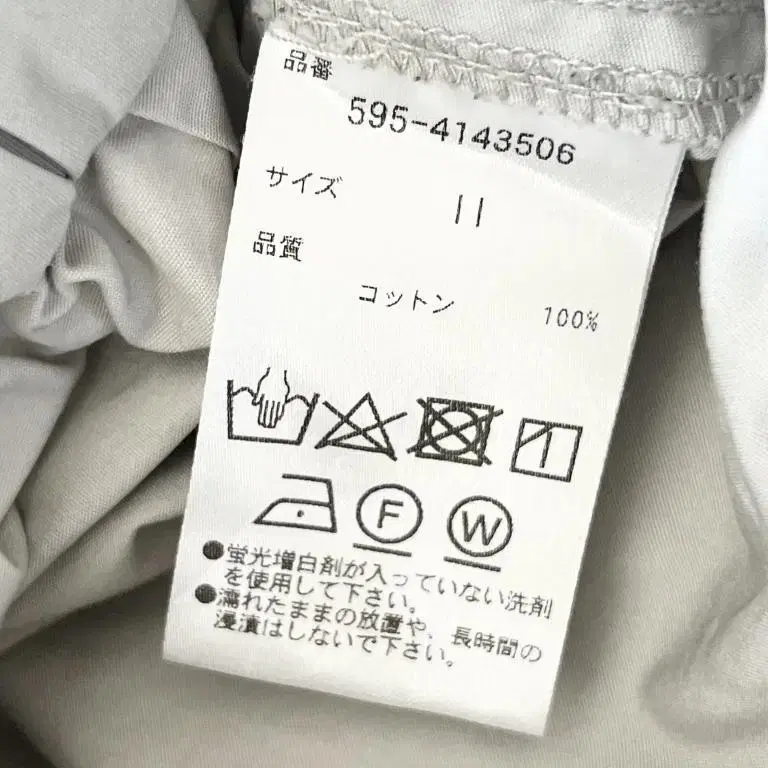 品番
595-4143506
サイズ 11
品質
コットン 100%
F W
●蛍光増白剤が入っていない洗剤
を使用して下さい。
●濡れたままの放置や、長時間の
浸漬はしないで下さい。